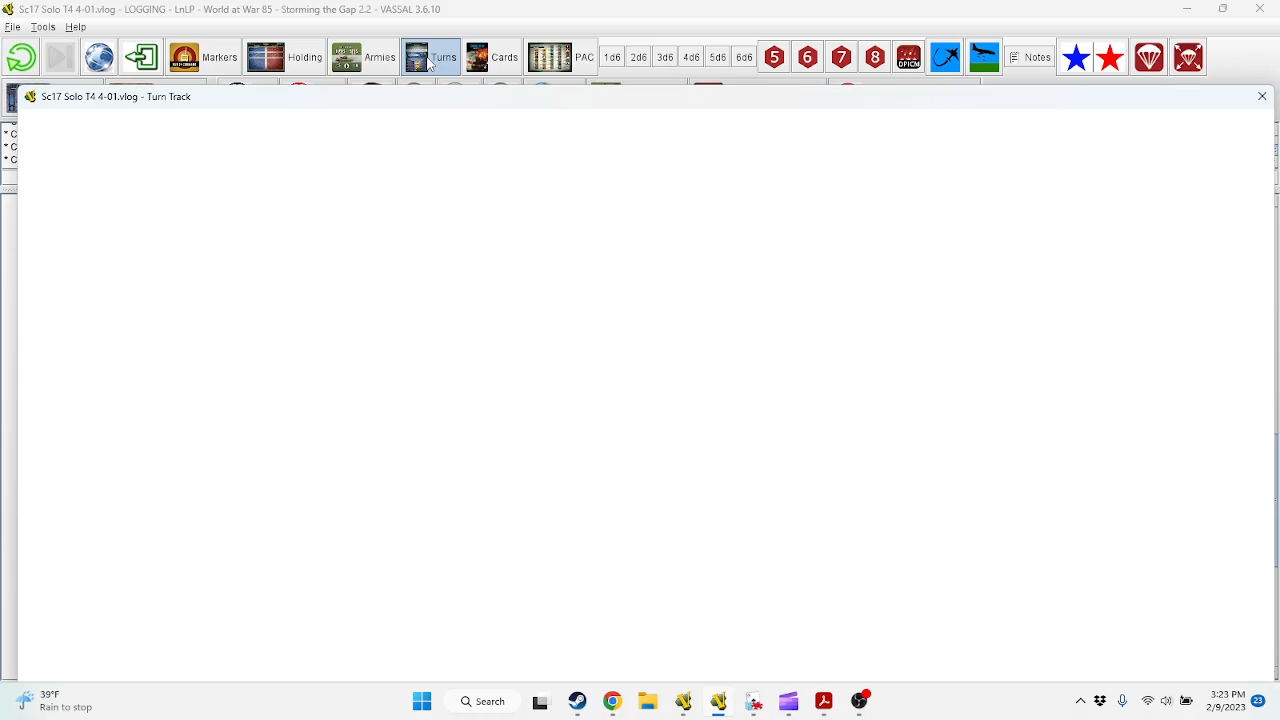 Sc17 Solo T4 4-01.vlog - LOGGING - LnLP - World at War 85 - Storming the Gap 2.2 - VASSAL 3.6.10
File Tools Help
Markers Holding Armies Turns Cards PAC 1d6 2d6 3d6 4d6 5d6 6d6 5 6 7 8 DPICM Notes
Sc17 Solo T4 4-01.vlog - Turn Track
39°F
Rain to stop
Search
3:23 PM
2/9/2023
23